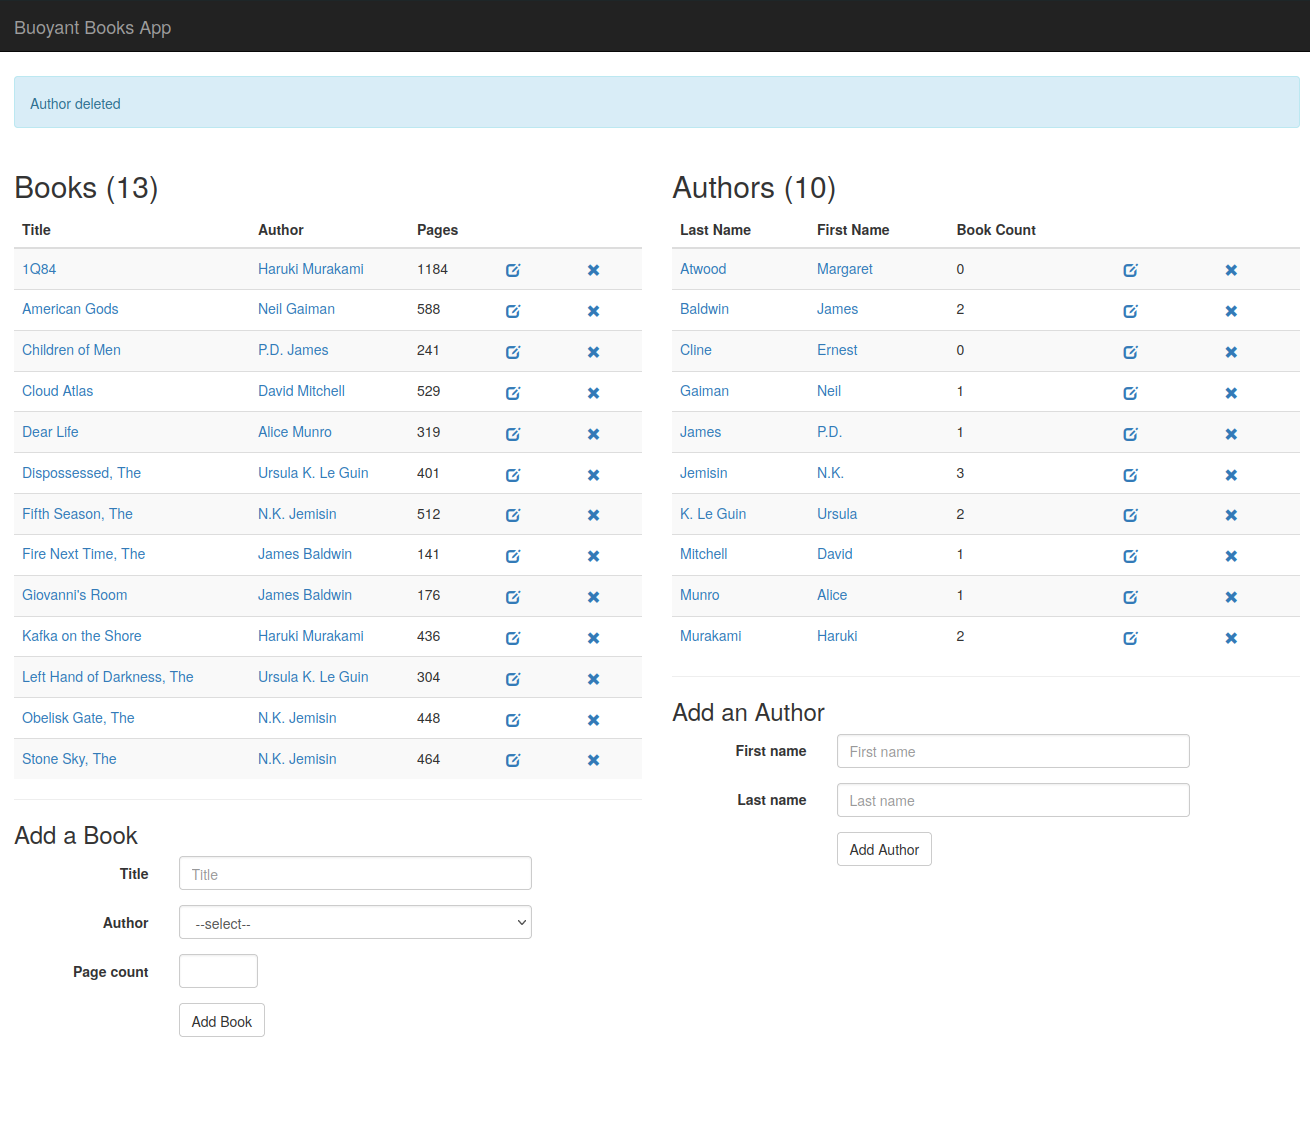 Buoyant Books App
Author deleted
Books (13)
Title Author Pages
1Q84 Haruki Murakami 1184
American Gods Neil Gaiman 588
Children of Men P.D. James 241
Cloud Atlas David Mitchell 529
Dear Life Alice Munro 319
Dispossessed, The Ursula K. Le Guin 401
Fifth Season, The N.K. Jemisin 512
Fire Next Time, The James Baldwin 141
Giovanni's Room James Baldwin 176
Kafka on the Shore Haruki Murakami 436
Left Hand of Darkness, The Ursula K. Le Guin 304
Obelisk Gate, The N.K. Jemisin 448
Stone Sky, The N.K. Jemisin 464
Add a Book
Title Title
Author --select--
Page count
Add Book
Authors (10)
Last Name First Name Book Count
Atwood Margaret 0
Baldwin James 2
Cline Ernest 0
Gaiman Neil 1
James P.D. 1
Jemisin N.K. 3
K. Le Guin Ursula 2
Mitchell David 1
Munro Alice 1
Murakami Haruki 2
Add an Author
First name First name
Last name Last name
Add Author